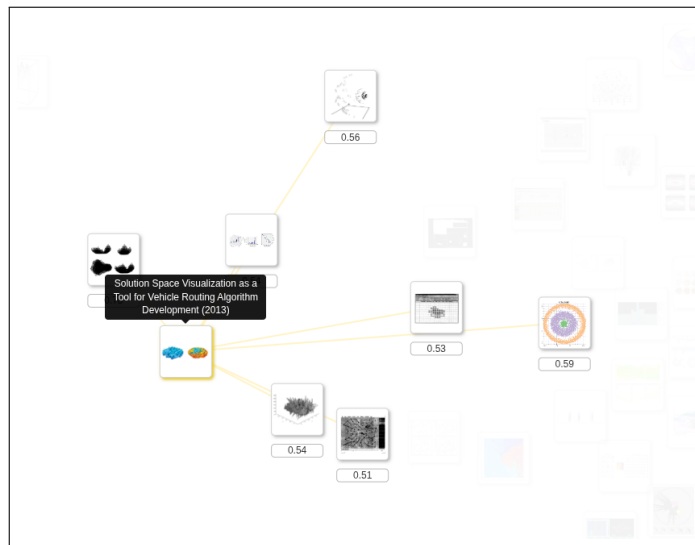 0.56
Solution Space Visualization as a
Tool for Vehicle Routing Algorithm
Development (2013)
0.53
0.59
0.54
0.51